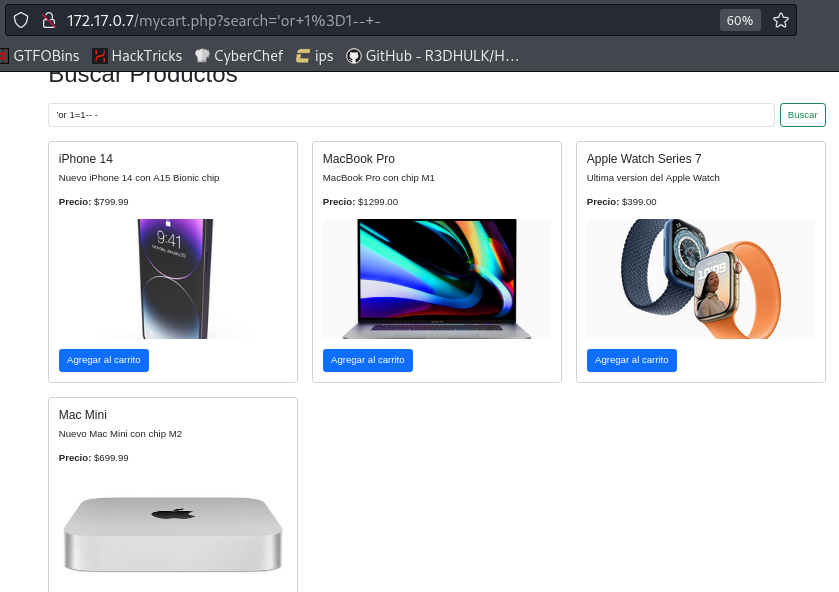 172.17.0.7/mycart.php?search='or+1%3D1--+-
60%
GTFOBins
HackTricks
CyberChef
ips
GitHub - R3DHULK/H…
Buscar Productos
'or 1=1-- -
Buscar
iPhone 14
Nuevo iPhone 14 con A15 Bionic chip
Precio: $799.99
9:41
Agregar al carrito
MacBook Pro
MacBook Pro con chip M1
Precio: $1299.00
Agregar al carrito
Apple Watch Series 7
Ultima version del Apple Watch
Precio: $399.00
Agregar al carrito
Mac Mini
Nuevo Mac Mini con chip M2
Precio: $699.99